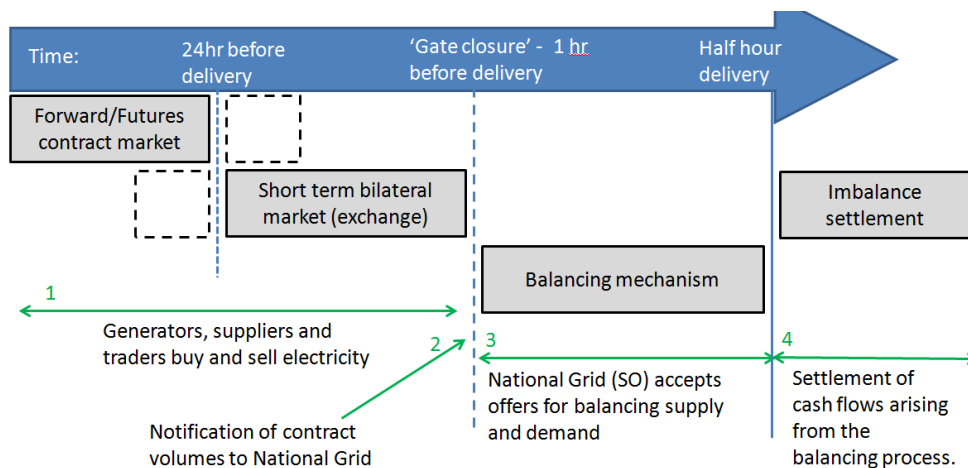 Time:
24hr before
delivery
‘Gate closure’ - 1 hr
before delivery
Half hour
delivery
Forward/Futures
contract market
Short term bilateral
market (exchange)
Imbalance
settlement
Balancing mechanism
1
Generators, suppliers and
traders buy and sell electricity
2
Notification of contract
volumes to National Grid
3
National Grid (SO) accepts
offers for balancing supply
and demand
4
Settlement of
cash flows arising
from the
balancing process.